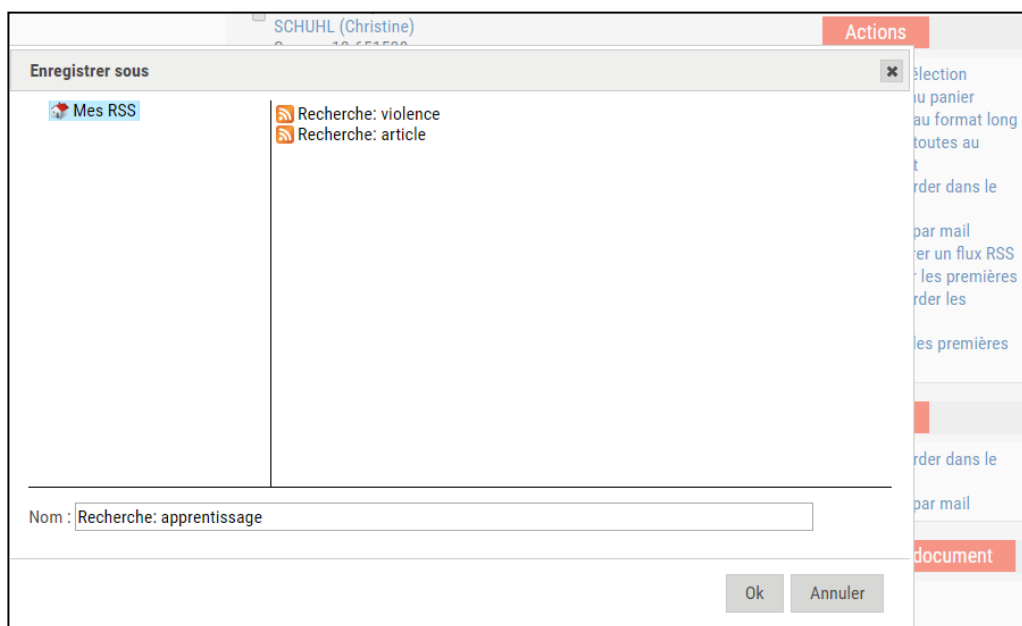 SCHUHL (Christine)
Actions
Enregistrer sous
Mes RSS
Recherche: violence
Recherche: article
élection
au panier
au format long
toutes au
t
rder dans le
par mail
rer un flux RSS
r les premières
rder les
les premières
rder dans le
par mail
Nom : Recherche: apprentissage
document
Ok
Annuler